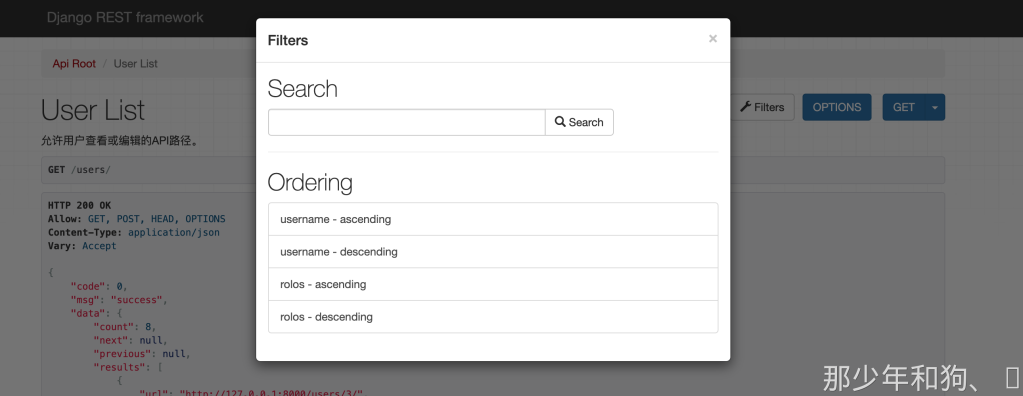 Django REST framework
Filters
×
Api Root / User List
Search
User List
Search
Filters
OPTIONS
GET
允许用户查看或编辑的API路径。
GET /users/
Ordering
username - ascending
username - descending
rolos - ascending
rolos - descending
HTTP 200 OK
Allow: GET, POST, HEAD, OPTIONS
Content-Type: application/json
Vary: Accept
{
"code": 0,
"msg": "success",
"data": {
"count": 8,
"next": null,
"previous": null,
"results": [
{
"url": "http://127.0.0.1:8000/users/3/"
那少年和狗、